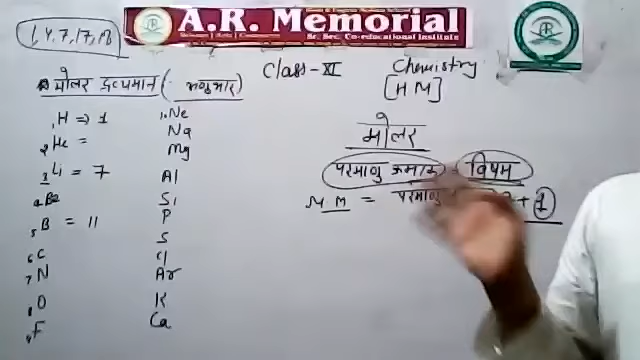 1, 4, 7, 17, 18
A.R. Memorial
Sr. Sec. Co-educational Institute
Class-XI
Chemistry
[HM]
मोलर द्रव्यमान (
1H ⇒ 1
2He =
3Li = 7
4Be
5B = 11
6C
7N
8O
9F
Ne
Na
Mg
Al
Si
P
S
Cl
Ar
K
Ca
मोलर
परमाणु क्रमांक = विषम
M = परमाणु + 1